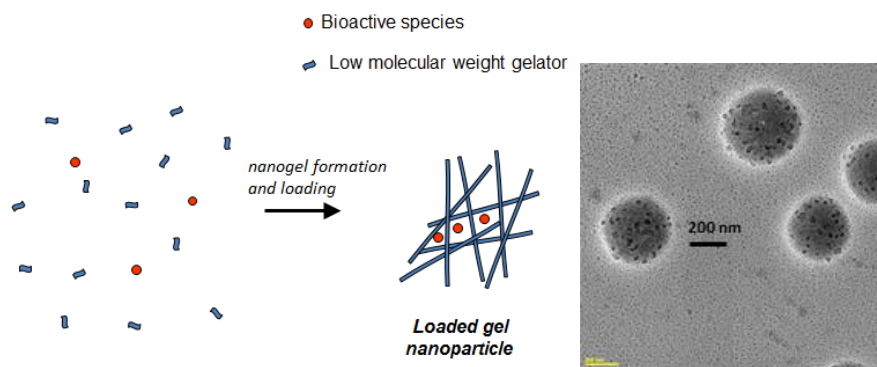 Bioactive species
Low molecular weight gelator
nanogel formation
and loading
Loaded gel
nanoparticle
200 nm